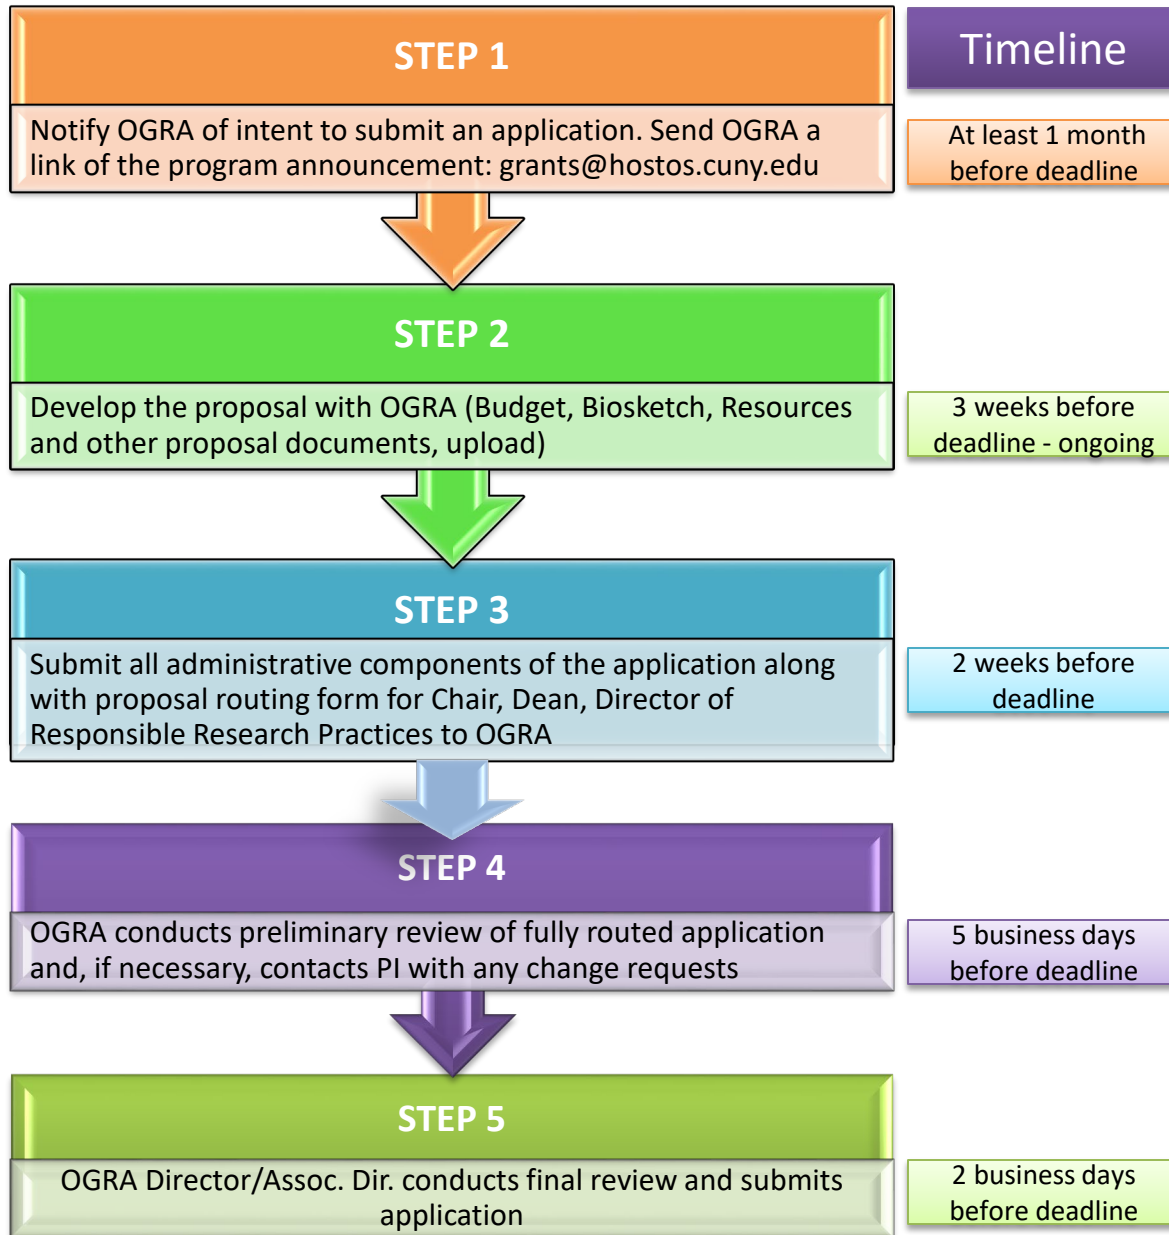 STEP 1
Timeline
Notify OGRA of intent to submit an application. Send OGRA a
link of the program announcement: grants@hostos.cuny.edu
At least 1 month
before deadline
STEP 2
Develop the proposal with OGRA (Budget, Biosketch, Resources
and other proposal documents, upload)
3 weeks before
deadline - ongoing
STEP 3
Submit all administrative components of the application along
with proposal routing form for Chair, Dean, Director of
Responsible Research Practices to OGRA
2 weeks before
deadline
STEP 4
OGRA conducts preliminary review of fully routed application
and, if necessary, contacts PI with any change requests
5 business days
before deadline
STEP 5
OGRA Director/Assoc. Dir. conducts final review and submits
application
2 business days
before deadline